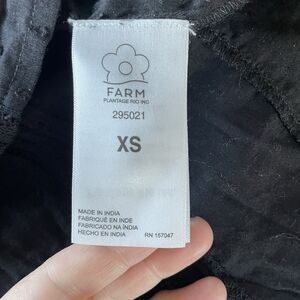 FARM
PLANTAGE RIO INC
295021
XS
MADE IN INDIA
FABRIQUÉ EN INDE
FABRICADO NA ÍNDIA
HECHO EN INDIA RN 157047